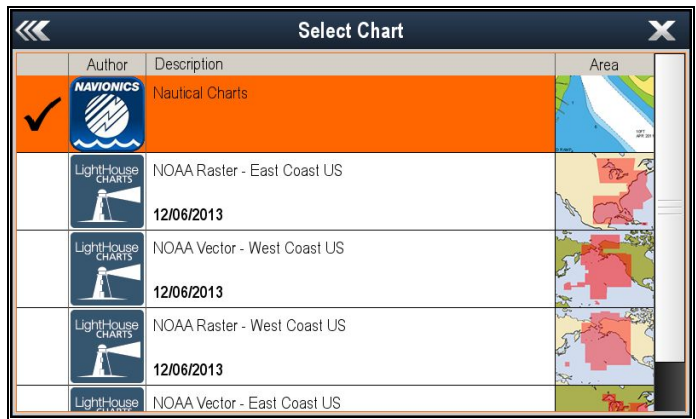 Select Chart
Author Description Area
NAVIONICS
Nautical Charts
LightHouse
CHARTS
NOAA Raster - East Coast US
12/06/2013
LightHouse
CHARTS
NOAA Vector - West Coast US
12/06/2013
LightHouse
CHARTS
NOAA Raster - West Coast US
12/06/2013
LightHouse
CHARTS
NOAA Vector - East Coast US